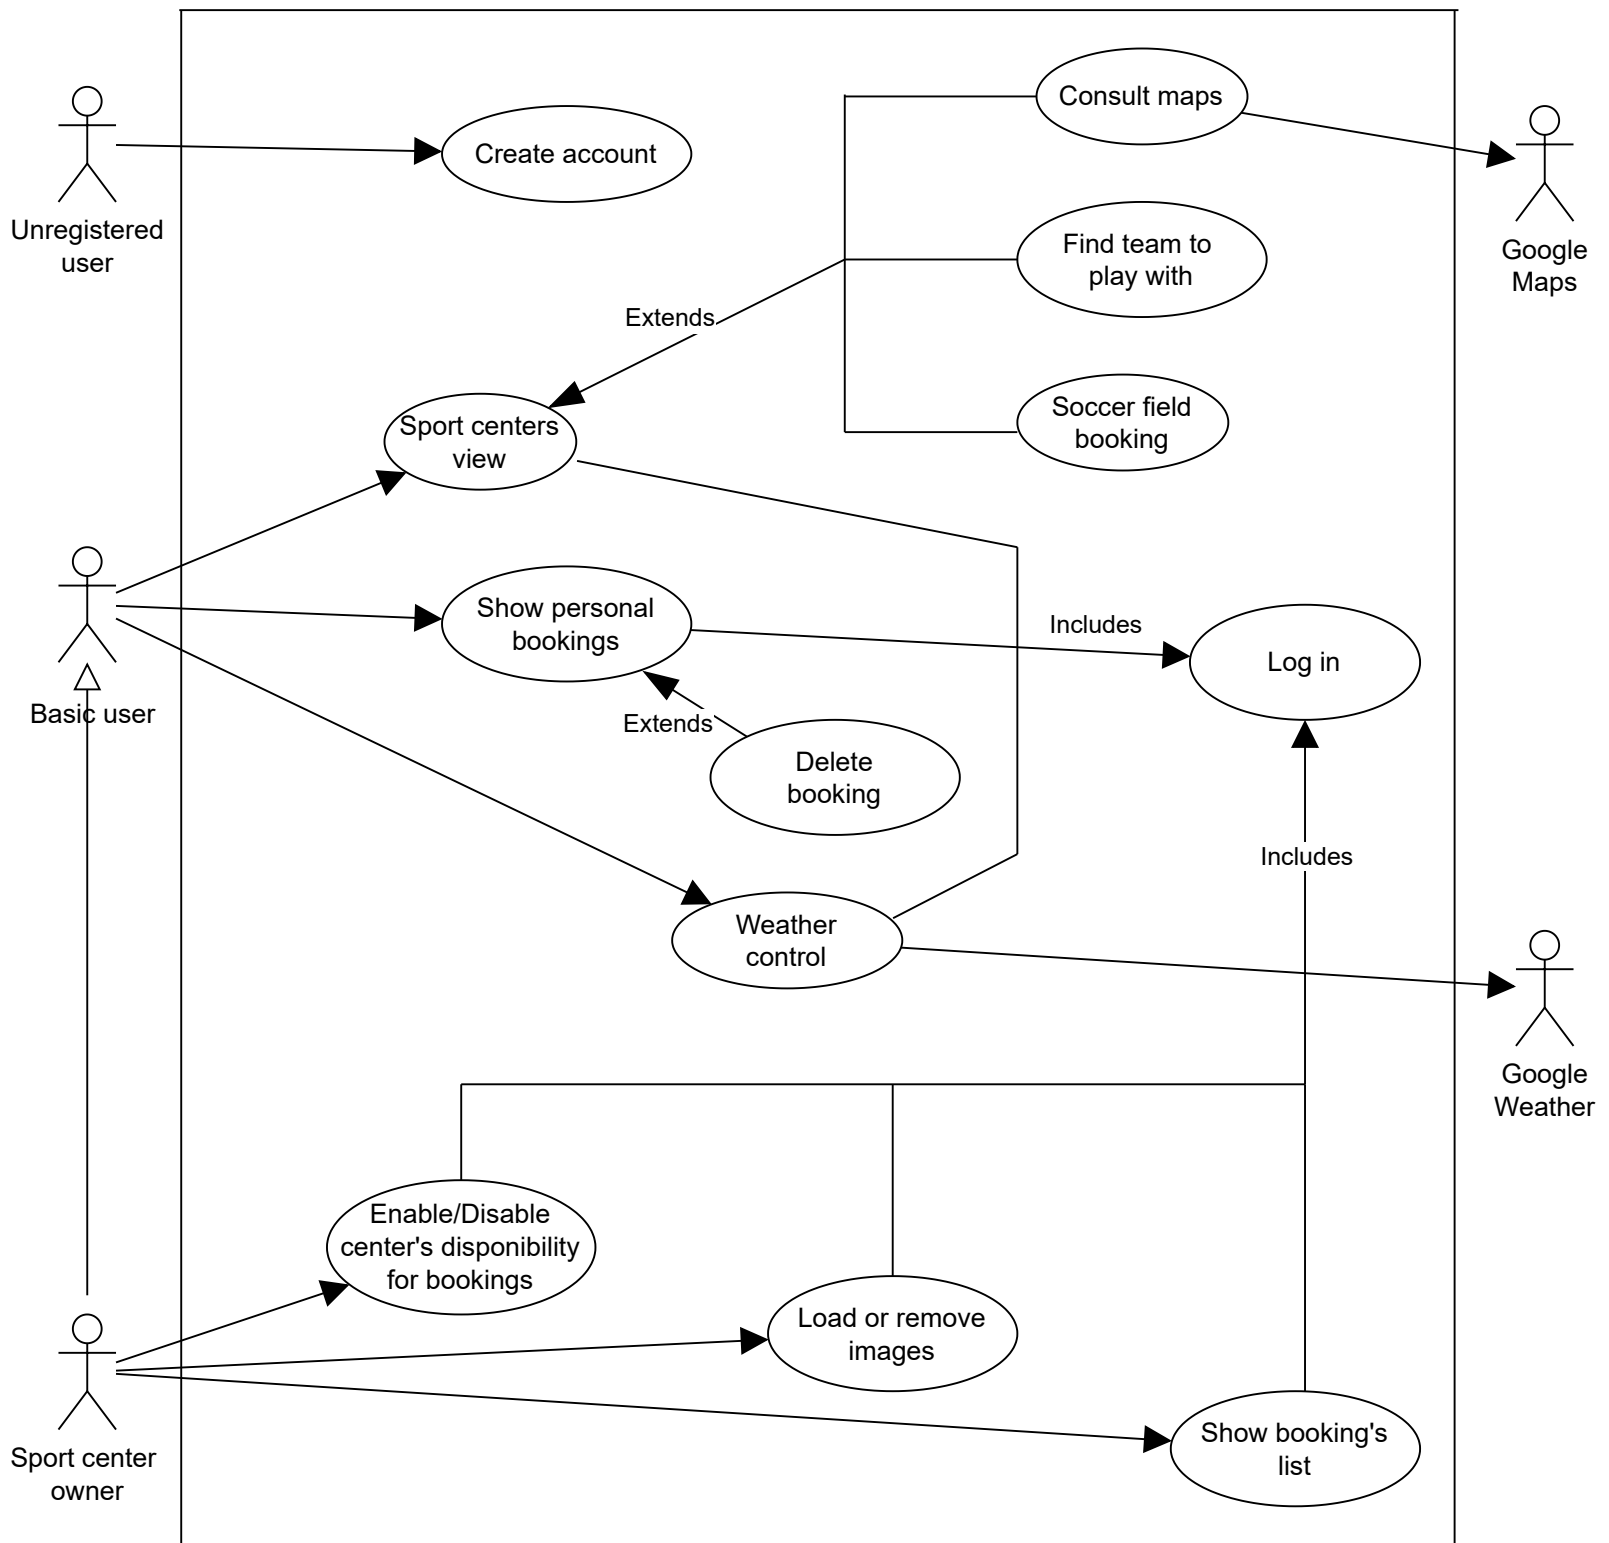 Consult maps
Create account
Unregistered
user
Find team to
play with
Google
Maps
Extends
Soccer field
booking
Sport centers
view
Show personal
bookings
Includes
Log in
Basic user
Extends
Delete
booking
Includes
Weather
control
Google
Weather
Enable/Disable
center's disponibility
for bookings
Load or remove
images
Show booking's
list
Sport center
owner